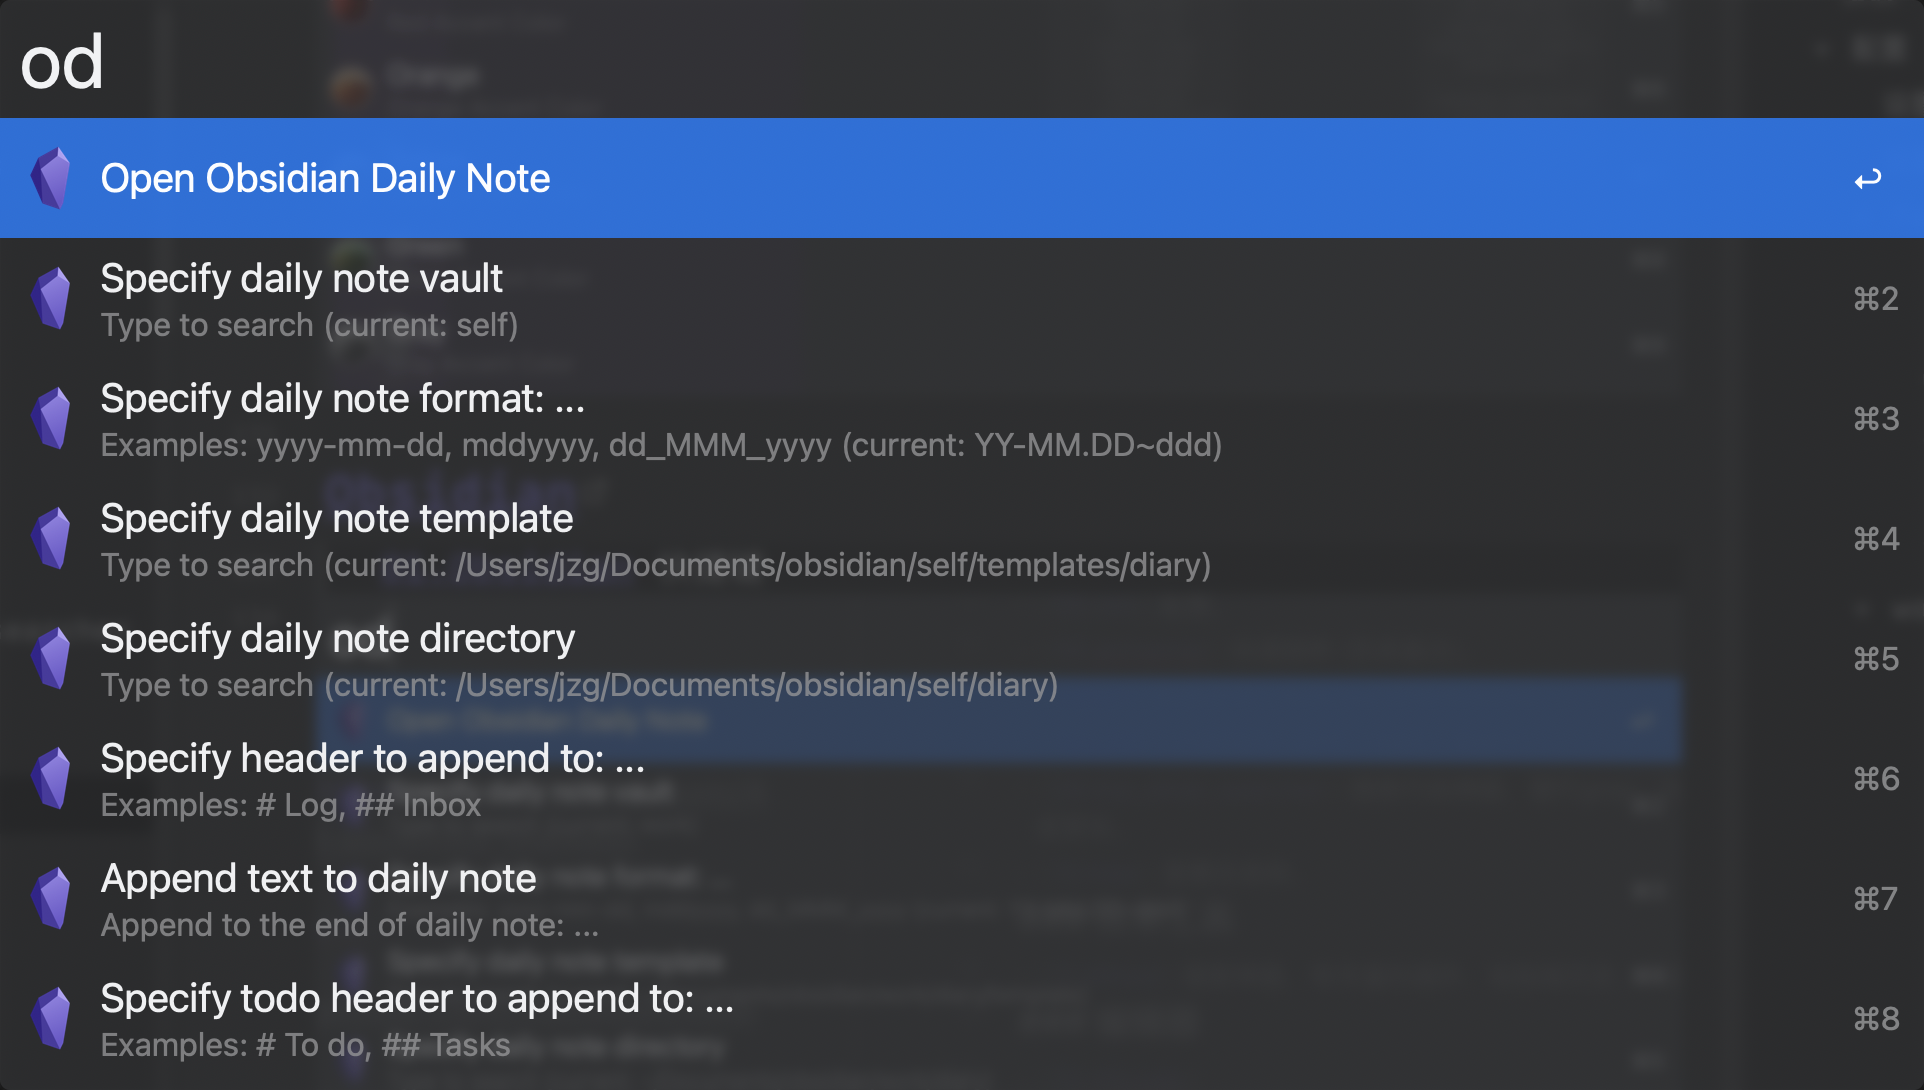 od
Open Obsidian Daily Note
Specify daily note vault
⌘2
Type to search (current: self)
Specify daily note format: ...
⌘3
Examples: yyyy-mm-dd, mddyyyy, dd_MMM_yyyy (current: YY-MM.DD~ddd)
Specify daily note template
⌘4
Type to search (current: /Users/jzg/Documents/obsidian/self/templates/diary)
Specify daily note directory
⌘5
Type to search (current: /Users/jzg/Documents/obsidian/self/diary)
Specify header to append to: ...
⌘6
Examples: # Log, ## Inbox
Append text to daily note
⌘7
Append to the end of daily note: ...
Specify todo header to append to: ...
⌘8
Examples: # To do, ## Tasks